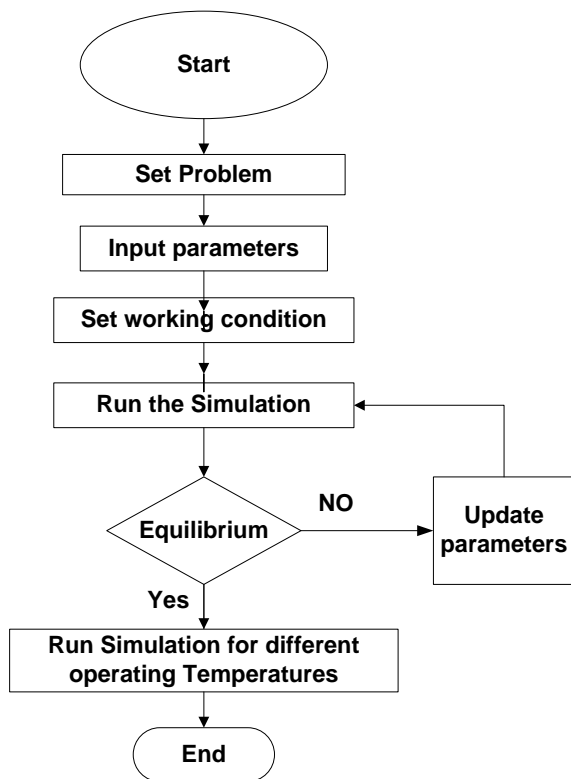 Start
Set Problem
Input parameters
Set working condition
Run the Simulation
Equilibrium
NO
Update
parameters
Yes
Run Simulation for different
operating Temperatures
End